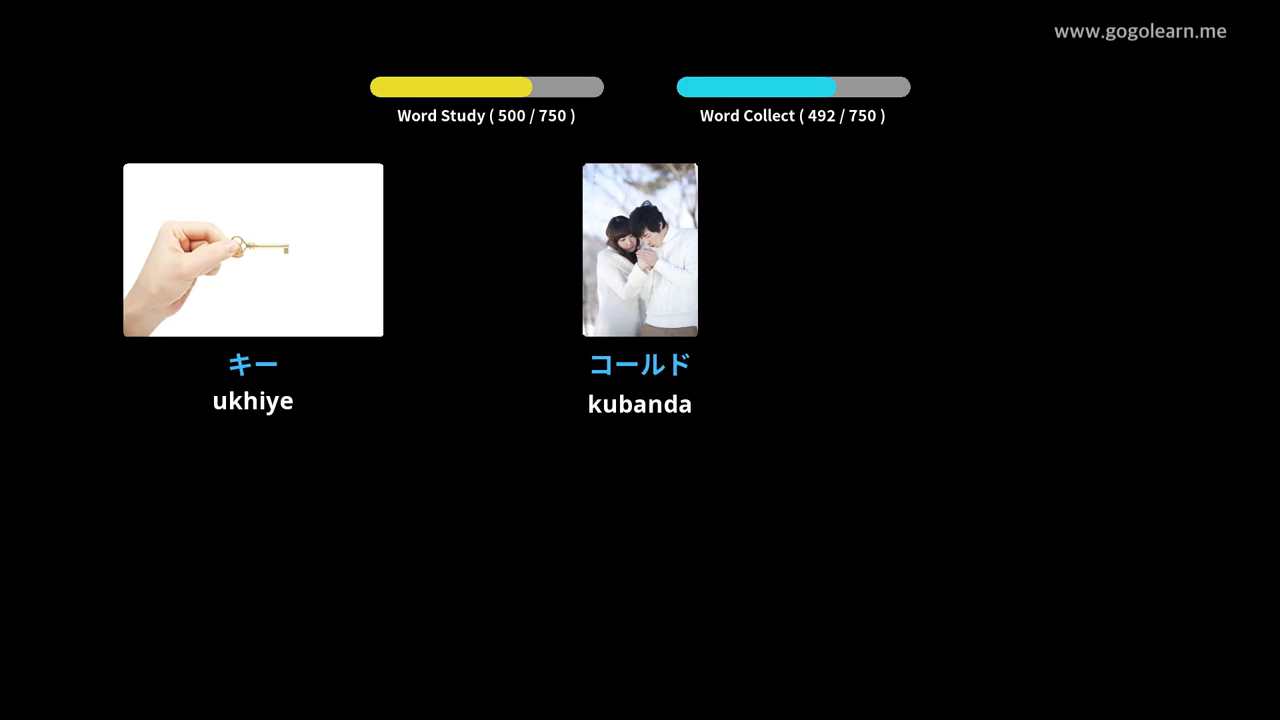 www.gogolearn.me
Word Study ( 500 / 750 )
Word Collect ( 492 / 750 )
キー
ukhiye
コールド
kubanda